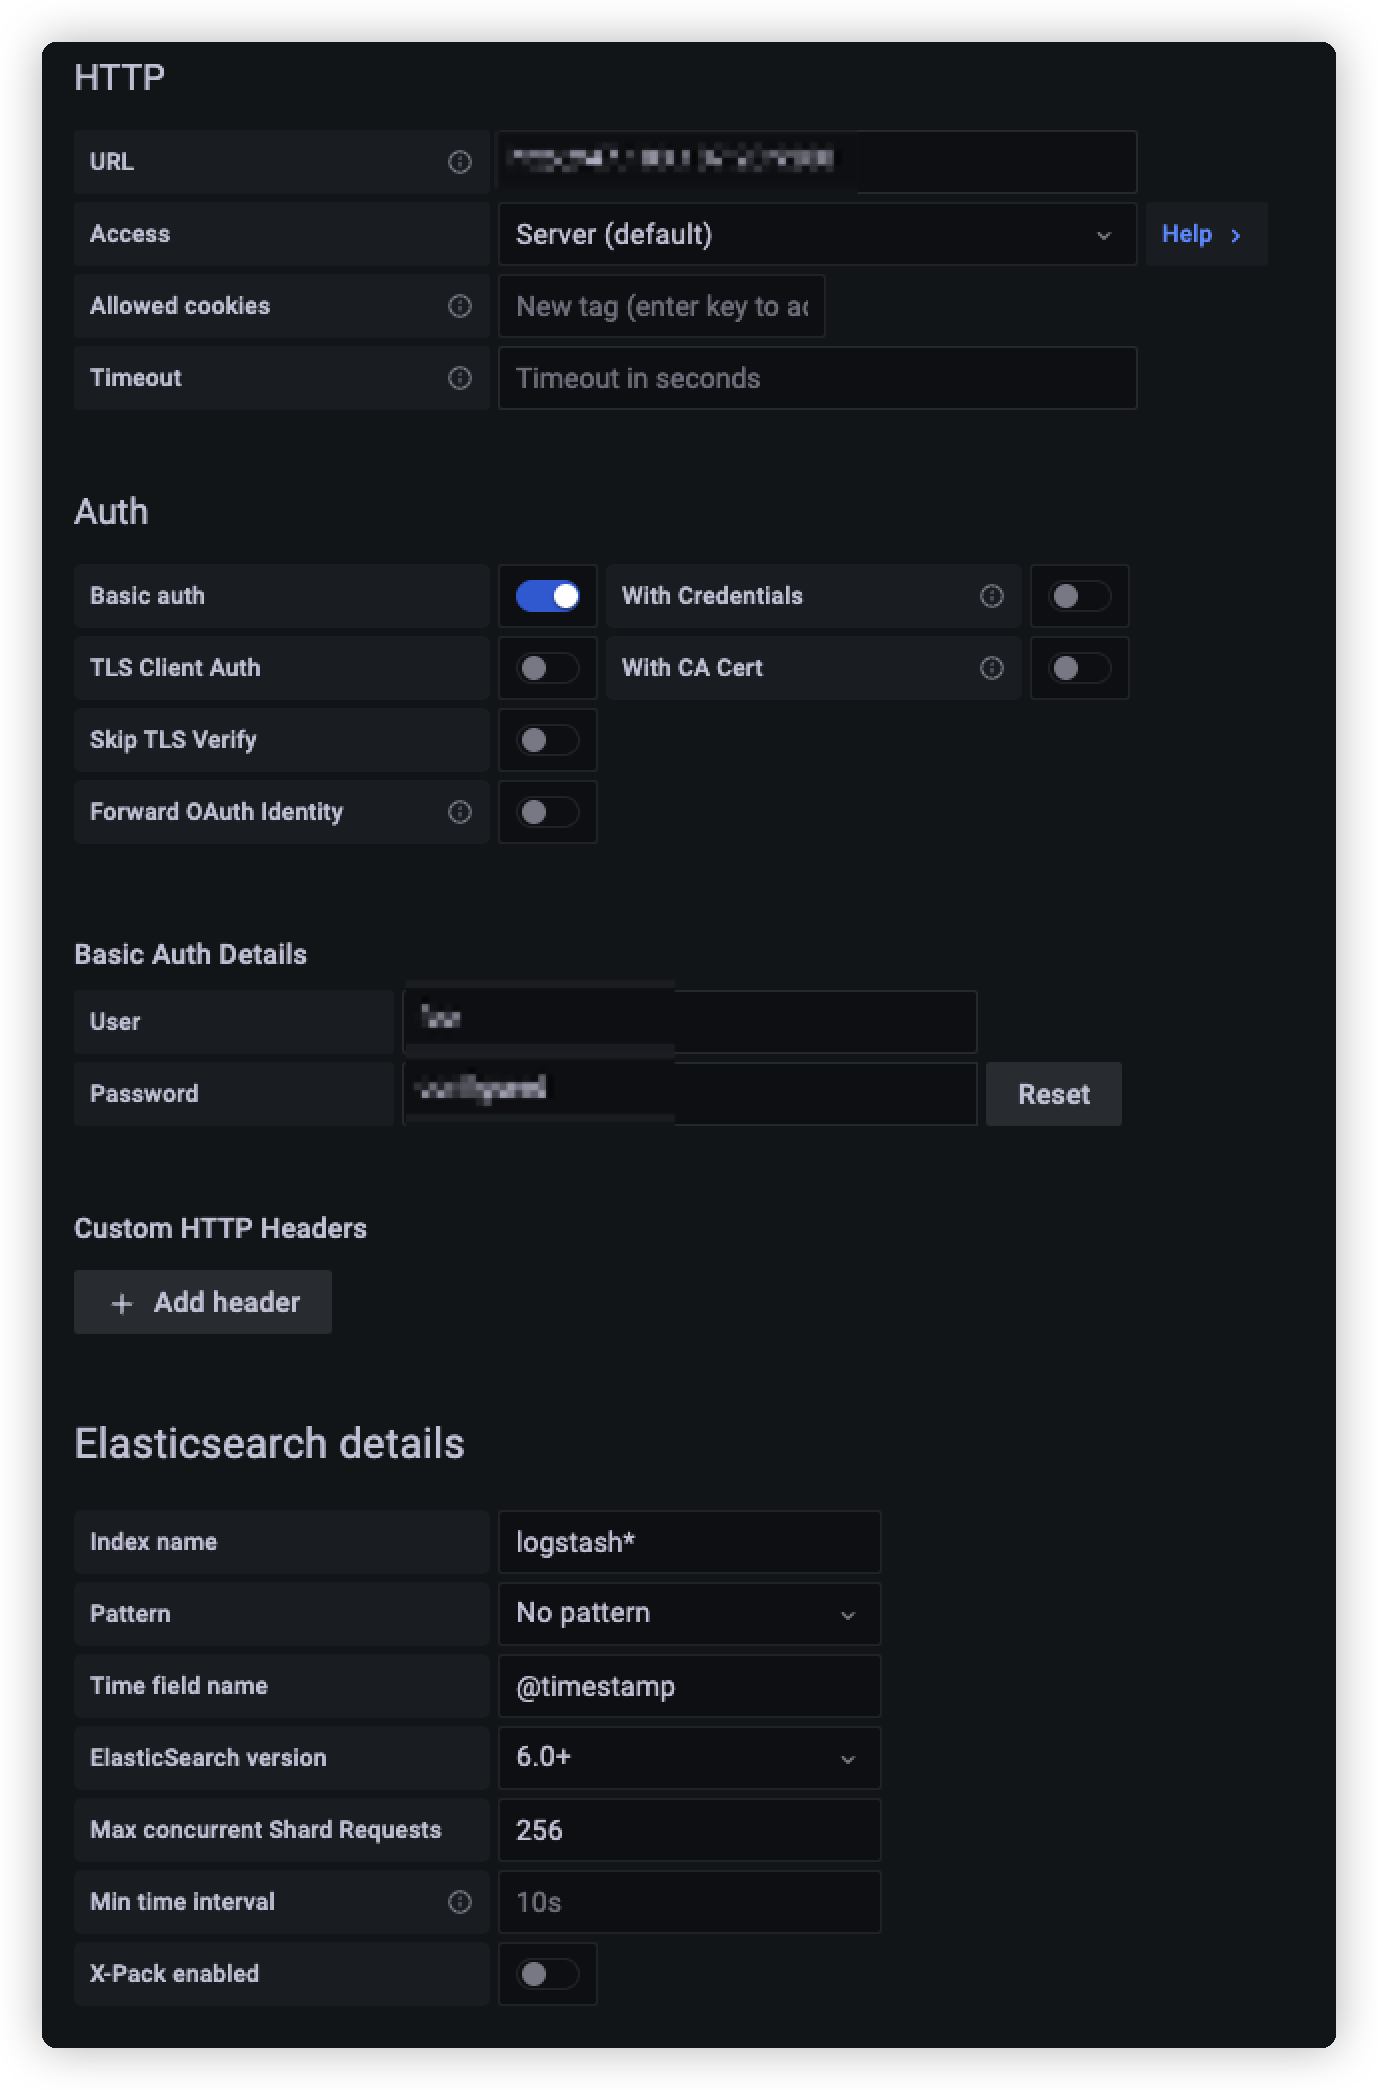 HTTP
URL
Access Server (default) Help >
Allowed cookies New tag (enter key to ac
Timeout Timeout in seconds
Auth
Basic auth With Credentials
TLS Client Auth With CA Cert
Skip TLS Verify
Forward OAuth Identity
Basic Auth Details
User
Password Reset
Custom HTTP Headers
+ Add header
Elasticsearch details
Index name logstash*
Pattern No pattern
Time field name @timestamp
ElasticSearch version 6.0+
Max concurrent Shard Requests 256
Min time interval 10s
X-Pack enabled